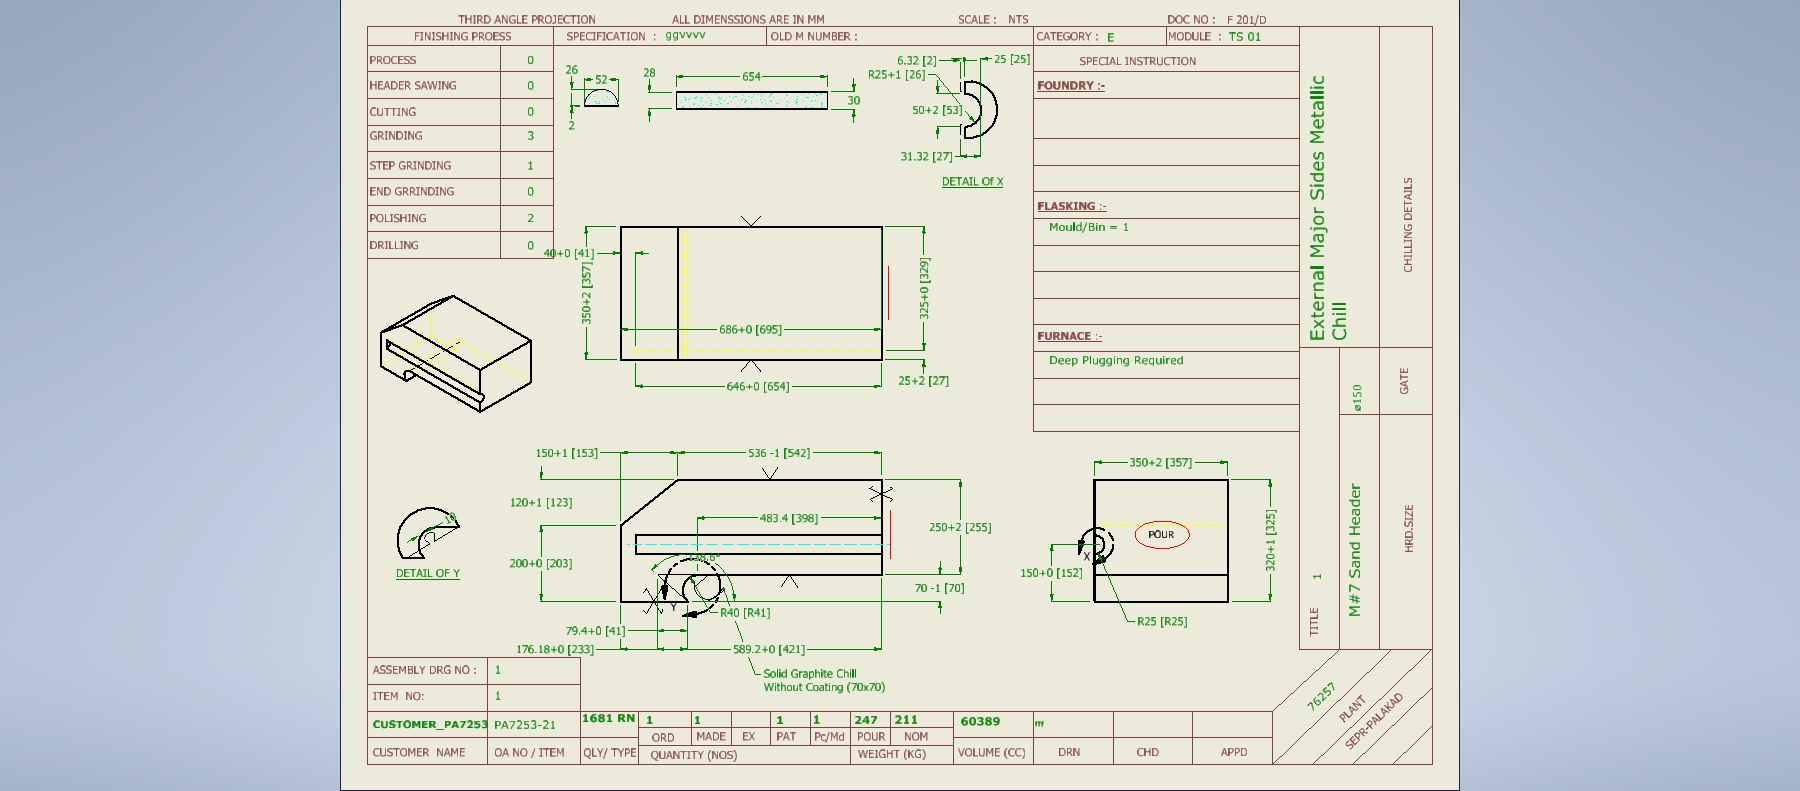 THIRD ANGLE PROJECTION ALL DIMENSSIONS ARE IN MM SCALE : NTS DOC NO : F 201/D
FINISHING PROESS SPECIFICATION : ggvvvv OLD M NUMBER : CATEGORY : E MODULE : TS 01
PROCESS 0
HEADER SAWING 0
CUTTING 0
GRINDING 3
STEP GRINDING 1
END GRRINDING 0
POLISHING 2
DRILLING 0
26
52
2
28
654
30
6.32 [2]
25 [25]
R25+1 [26]
50+2 [53]
31.32 [27]
DETAIL Of X
SPECIAL INSTRUCTION
FOUNDRY :-
FLASKING :-
Mould/Bin = 1
FURNACE :-
Deep Plugging Required
External Major Sides Metallic
Chill
CHILLING DETAILS
ø150
GATE
M#7 Sand Header
HRD.SIZE
TITLE 1
40+0 [41]
350+2 [357]
686+0 [695]
325+0 [329]
25+2 [27]
646+0 [654]
150+1 [153]
536 -1 [542]
120+1 [123]
483.4 [398]
250+2 [255]
200+0 [203]
70 -1 [70]
Y
R40 [R41]
79.4+0 [41]
176.18+0 [233]
589.2+0 [421]
Solid Graphite Chill
Without Coating (70x70)
10
DETAIL OF Y
350+2 [357]
POUR
X
320+1 [325]
150+0 [152]
R25 [R25]
ASSEMBLY DRG NO : 1
ITEM NO: 1
CUSTOMER_PA7253 PA7253-21 1681 RN 1 1 1 1 247 211 60389 fff
ORD MADE EX PAT Pc/Md POUR NOM
CUSTOMER NAME OA NO / ITEM QLY/ TYPE QUANTITY (NOS) WEIGHT (KG) VOLUME (CC) DRN CHD APPD
76257
PLANT
SEPR-PALAKAD